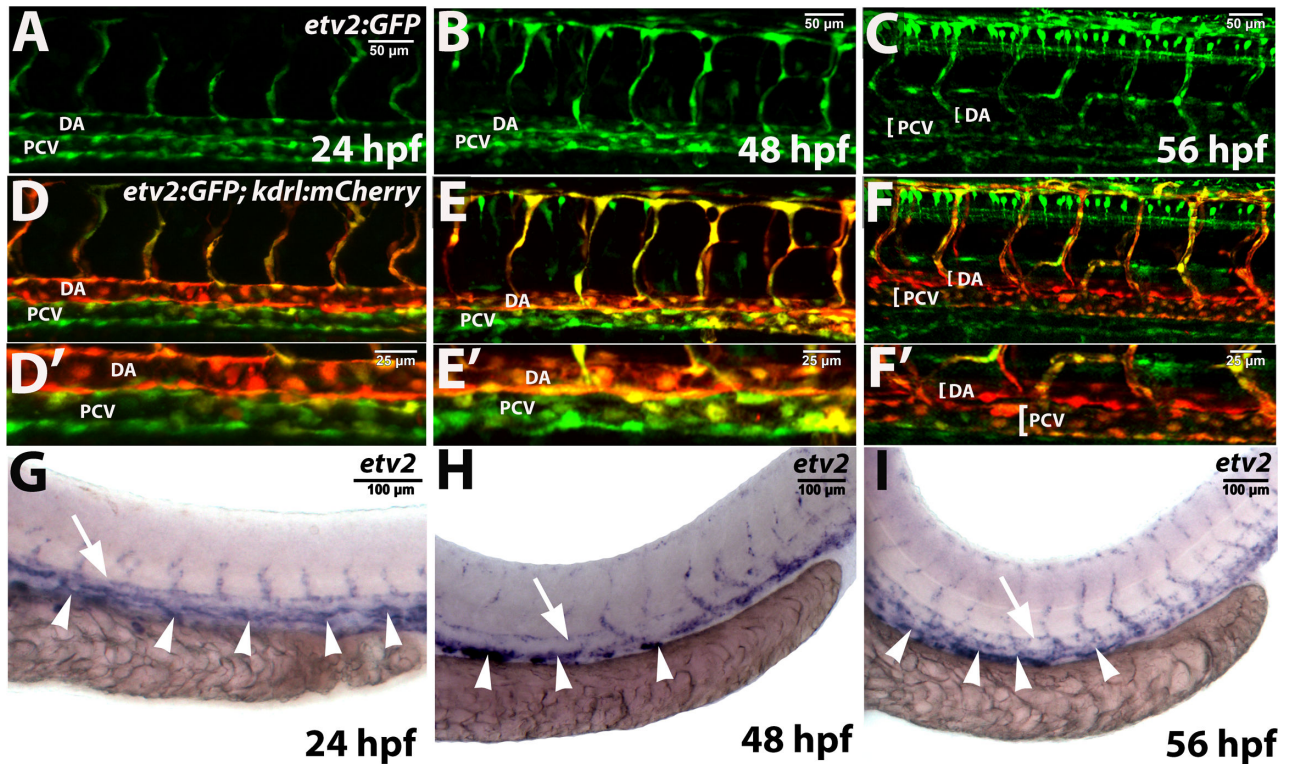 A
etv2:GFP
50 µm
DA
PCV
24 hpf
B
50 µm
DA
PCV
48 hpf
C
50 µm
[ PCV
[ DA
56 hpf
D
etv2:GFP; kdrl:mCherry
DA
PCV
E
DA
PCV
F
[ DA
[ PCV
D′
25 µm
DA
PCV
E′
25 µm
DA
PCV
F′
25 µm
[ DA
[ PCV
G
etv2
100 µm
24 hpf
H
etv2
100 µm
48 hpf
I
etv2
100 µm
56 hpf